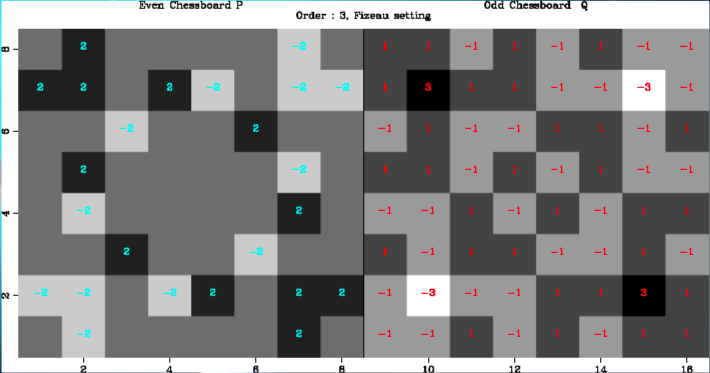 Even Chessboard P Odd Chessboard Q
Order : 3, Fizeau setting
8 2 -2 1 1 -1 1 -1 1 -1 -1
2 2 2 -2 -2 -2 1 3 1 1 -1 -1 -3 -1
6 -2 2 -1 1 -1 -1 1 1 -1 1
2 -2 1 1 -1 1 -1 1 -1 -1
4 -2 2 -1 -1 1 -1 1 -1 1 1
2 -2 1 -1 1 1 -1 -1 1 -1
2 -2 -2 -2 2 2 2 -1 -3 -1 -1 1 1 3 1
-2 2 -1 -1 1 -1 1 -1 1 1
2 4 6 8 10 12 14 16